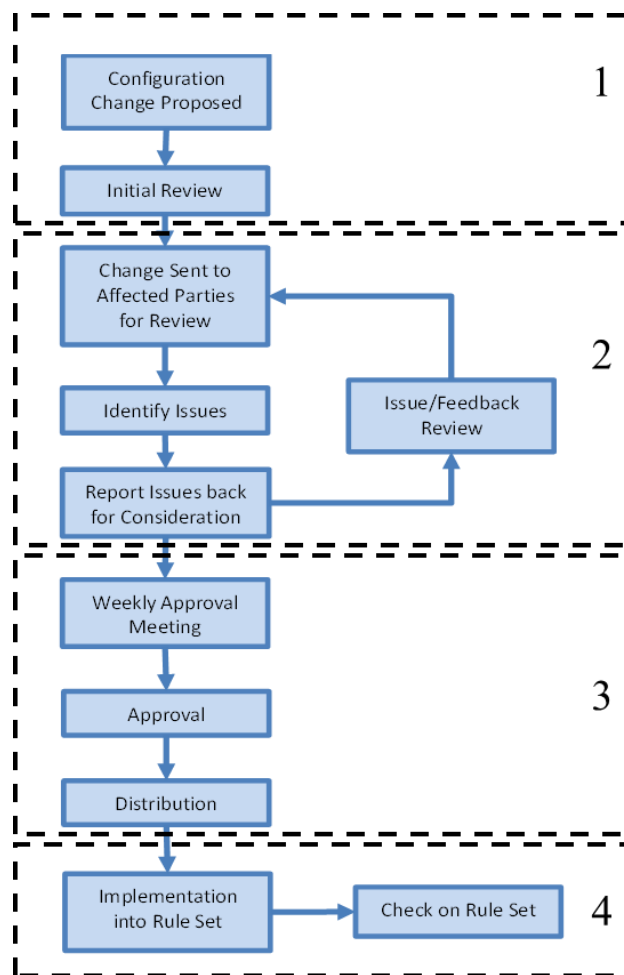 Configuration
Change Proposed
1
Initial Review
Change Sent to
Affected Parties
for Review
2
Identify Issues
Issue/Feedback
Review
Report Issues back
for Consideration
Weekly Approval
Meeting
3
Approval
Distribution
Implementation
into Rule Set
Check on Rule Set
4